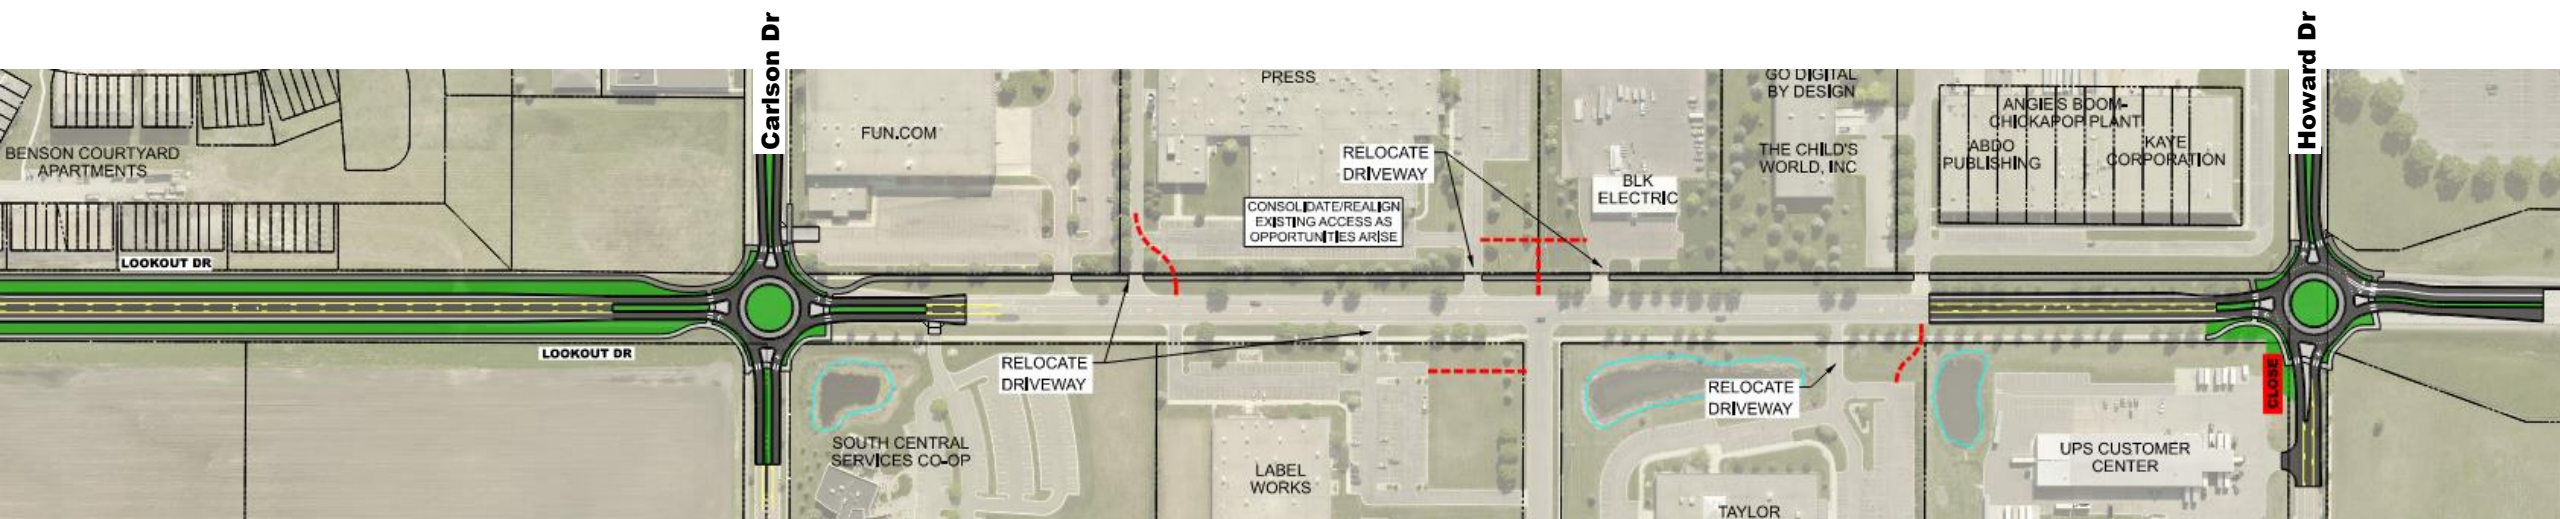 Carlson Dr
Howard Dr
PRESS
GO DIGITAL
BY DESIGN
ANGIE'S BOOM-
CHICKAPOP PLANT
FUN.COM
BENSON COURTYARD
APARTMENTS
RELOCATE
DRIVEWAY
THE CHILD'S
WORLD, INC
ABDO
PUBLISHING
KAYE
CORPORATION
BLK
ELECTRIC
CONSOLIDATE/REALIGN
EXISTING ACCESS AS
OPPORTUNITIES ARISE
LOOKOUT DR
LOOKOUT DR
RELOCATE
DRIVEWAY
RELOCATE
DRIVEWAY
CLOSE
SOUTH CENTRAL
SERVICES CO-OP
LABEL
WORKS
UPS CUSTOMER
CENTER
TAYLOR